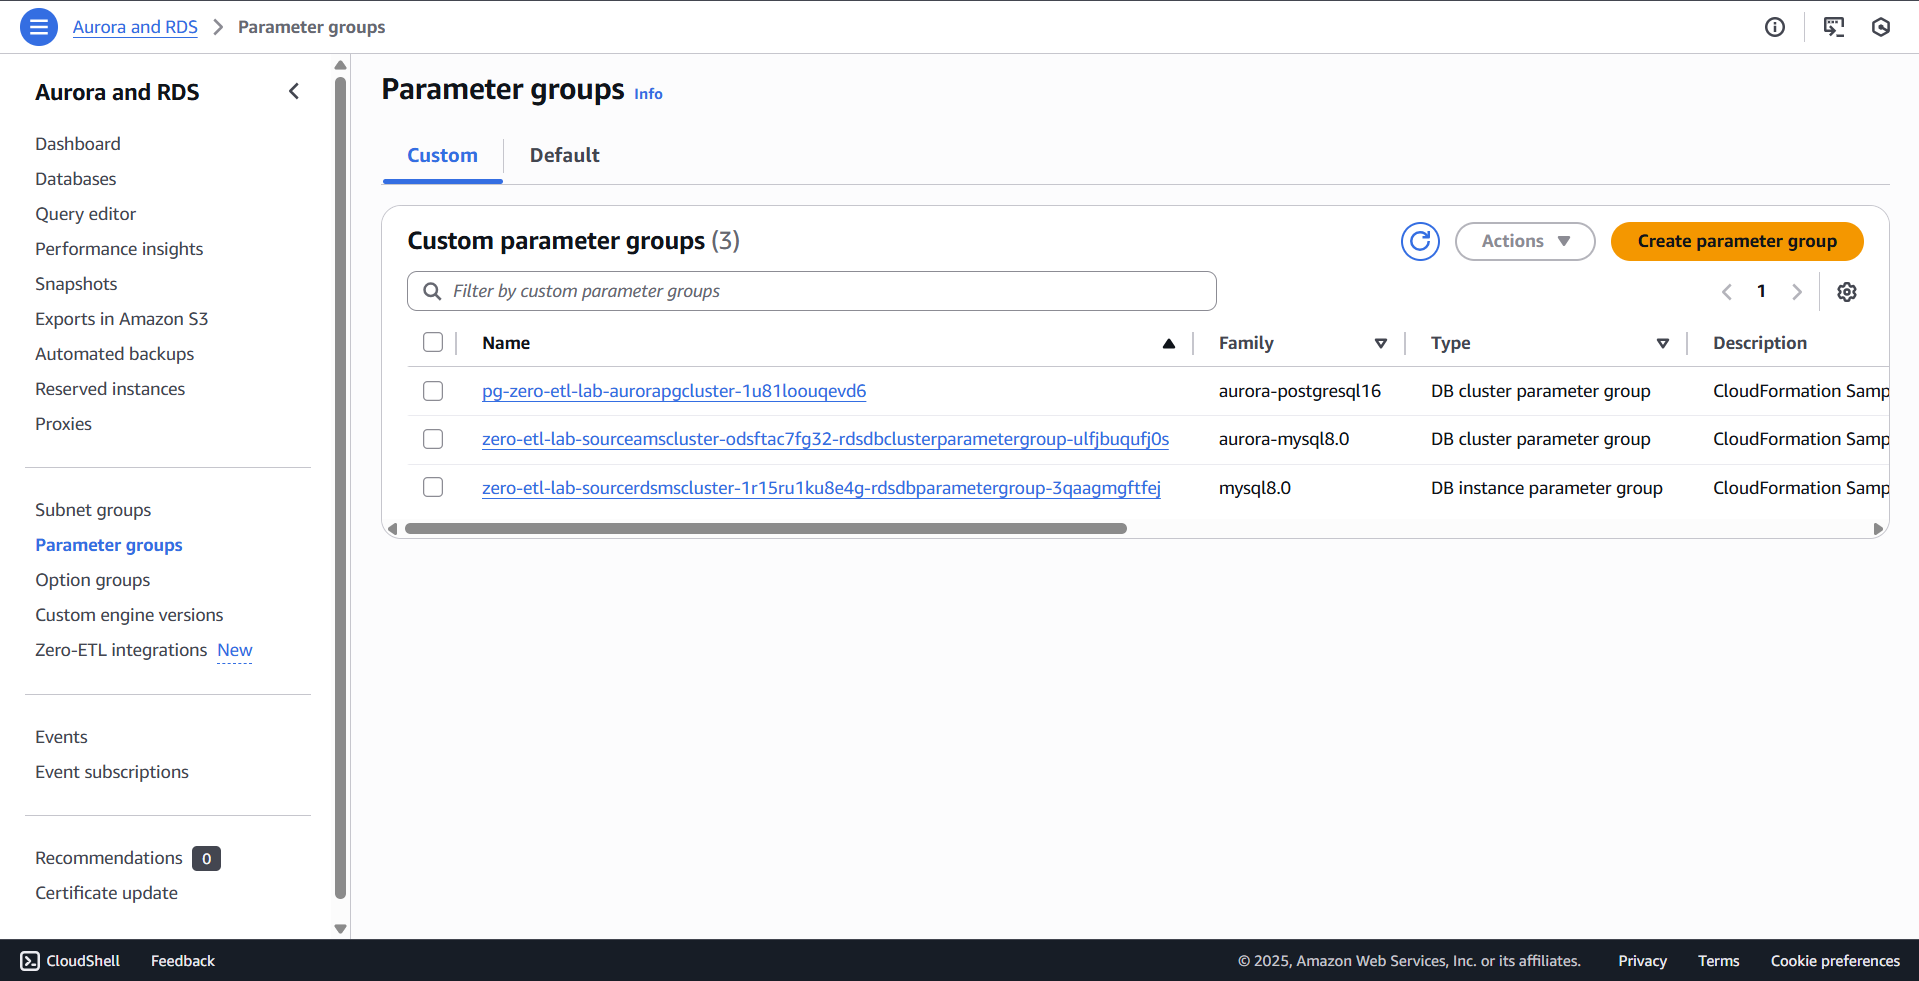 Aurora and RDS > Parameter groups
Aurora and RDS
Dashboard
Databases
Query editor
Performance insights
Snapshots
Exports in Amazon S3
Automated backups
Reserved instances
Proxies
Subnet groups
Parameter groups
Option groups
Custom engine versions
Zero-ETL integrations New
Events
Event subscriptions
Recommendations 0
Certificate update
Parameter groups Info
Custom Default
Custom parameter groups (3) Actions Create parameter group
Filter by custom parameter groups 1
Name Family Type Description
pg-zero-etl-lab-aurorapgcluster-1u81loouqevd6 aurora-postgresql16 DB cluster parameter group CloudFormation Samp
zero-etl-lab-sourceamscluster-odsftac7fg32-rdsdbclusterparametergroup-ulfjbuqufj0s aurora-mysql8.0 DB cluster parameter group CloudFormation Samp
zero-etl-lab-sourcerdsmscluster-1r15ru1ku8e4g-rdsdbparametergroup-3qaagmgftfej mysql8.0 DB instance parameter group CloudFormation Samp
CloudShell Feedback © 2025, Amazon Web Services, Inc. or its affiliates. Privacy Terms Cookie preferences